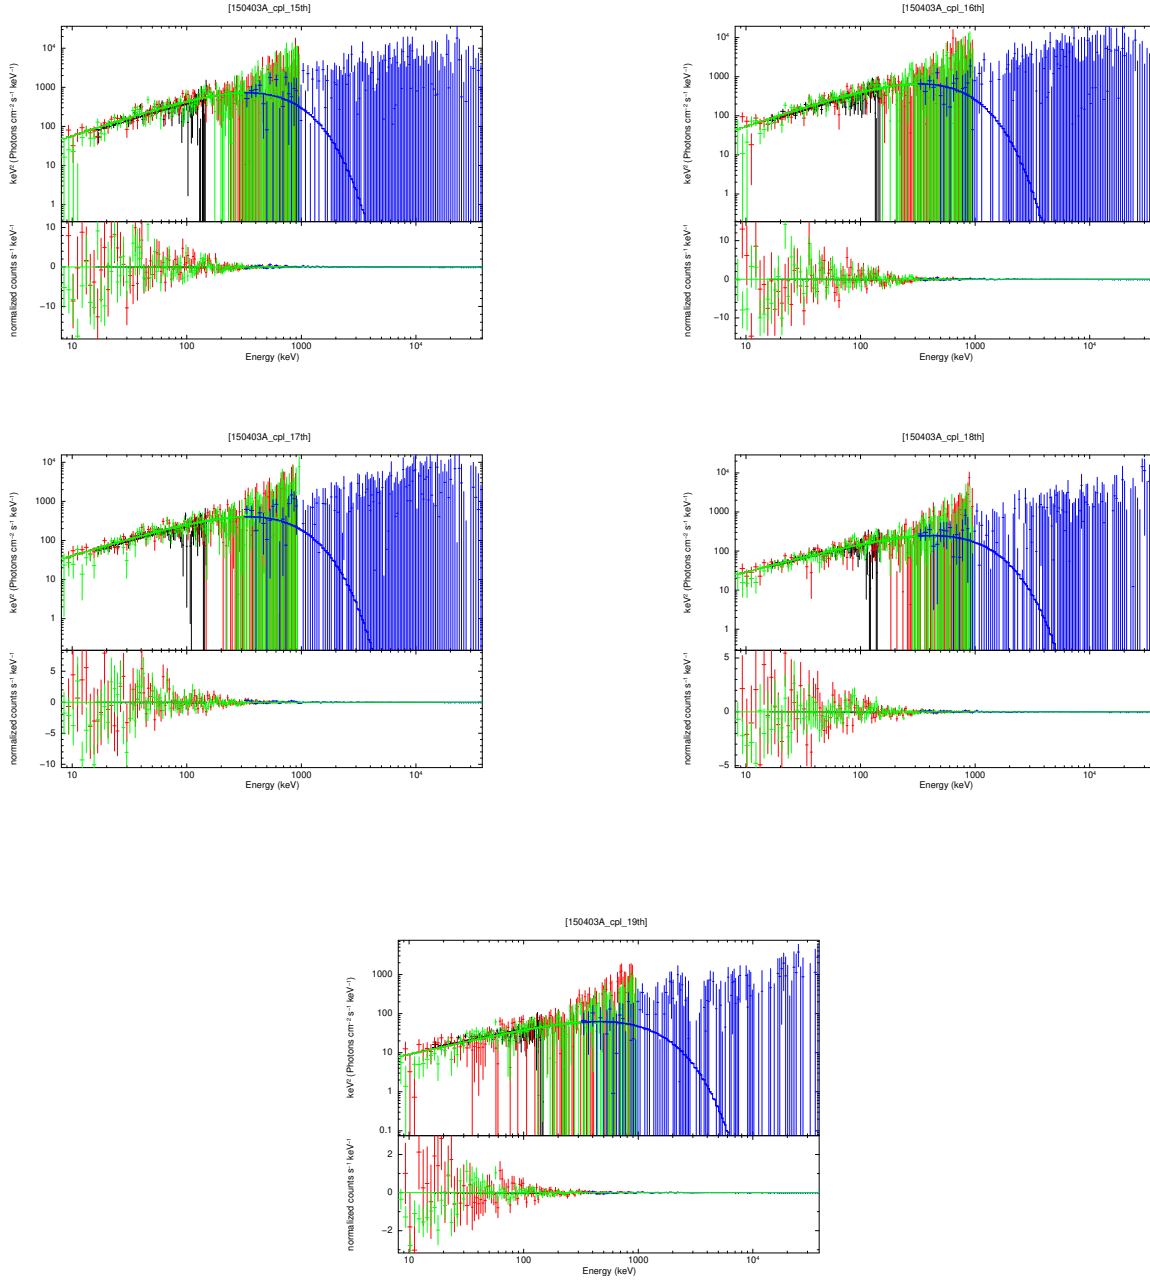 [150403A_cpl_15th]
10⁴
1000
100
10
1
keV² (Photons cm⁻² s⁻¹ keV⁻¹)
10
0
−10
normalized counts s⁻¹ keV⁻¹
10 100 1000 10⁴
Energy (keV)
[150403A_cpl_16th]
10⁴
1000
100
10
1
keV² (Photons cm⁻² s⁻¹ keV⁻¹)
10
0
−10
normalized counts s⁻¹ keV⁻¹
10 100 1000 10⁴
Energy (keV)
[150403A_cpl_17th]
10⁴
1000
100
10
1
keV² (Photons cm⁻² s⁻¹ keV⁻¹)
5
0
−5
−10
normalized counts s⁻¹ keV⁻¹
10 100 1000 10⁴
Energy (keV)
[150403A_cpl_18th]
10⁴
1000
100
10
1
keV² (Photons cm⁻² s⁻¹ keV⁻¹)
5
0
−5
normalized counts s⁻¹ keV⁻¹
10 100 1000 10⁴
Energy (keV)
[150403A_cpl_19th]
1000
100
10
1
0.1
keV² (Photons cm⁻² s⁻¹ keV⁻¹)
2
0
−2
normalized counts s⁻¹ keV⁻¹
10 100 1000 10⁴
Energy (keV)